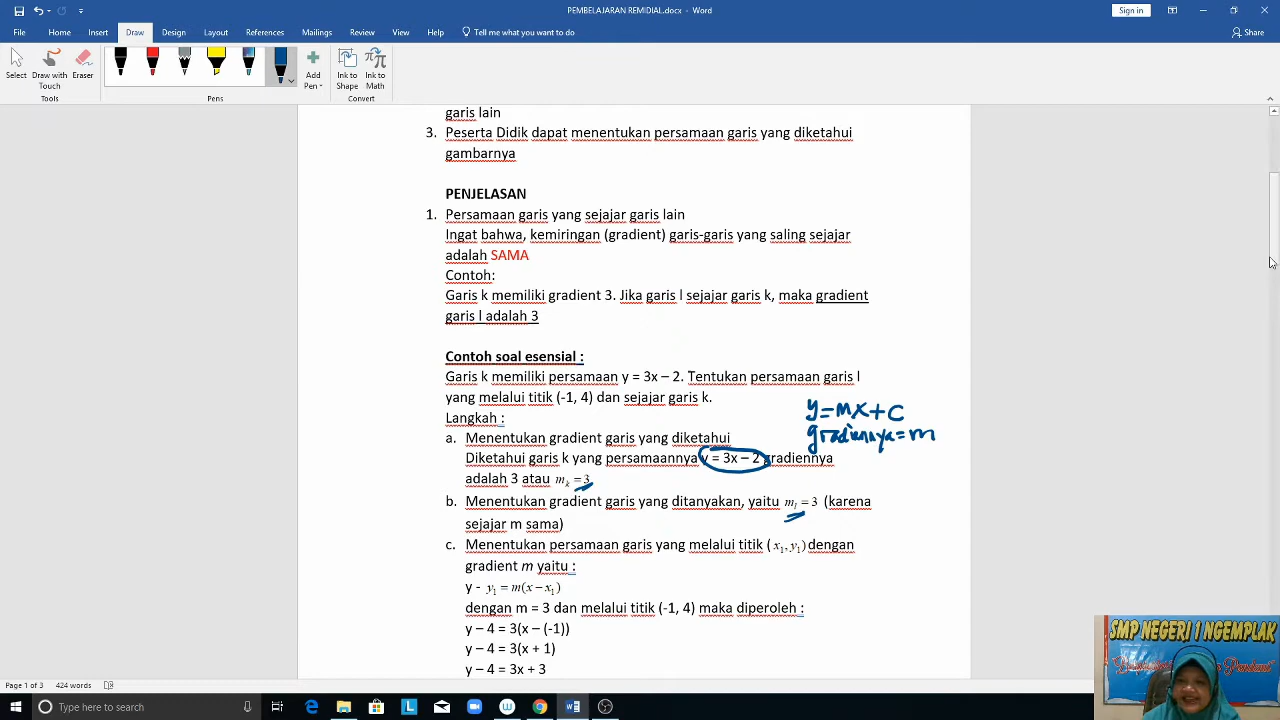 PEMBELAJARAN REMIDIAL.docx - Word
Sign in
File Home Insert Draw Design Layout References Mailings Review View Help Tell me what you want to do Share
Select Draw with Touch Eraser Add Pen Ink to Shape Ink to Math
Tools Pens Convert
garis lain
3. Peserta Didik dapat menentukan persamaan garis yang diketahui
gambarnya
PENJELASAN
1. Persamaan garis yang sejajar garis lain
Ingat bahwa, kemiringan (gradient) garis-garis yang saling sejajar
adalah SAMA
Contoh:
Garis k memiliki gradient 3. Jika garis l sejajar garis k, maka gradient
garis l adalah 3
Contoh soal esensial :
Garis k memiliki persamaan y = 3x – 2. Tentukan persamaan garis l
yang melalui titik (-1, 4) dan sejajar garis k.
Langkah :
y = mx + c
gradiennya = m
a. Menentukan gradient garis yang diketahui
Diketahui garis k yang persamaannya y = 3x – 2 gradiennya
adalah 3 atau mₖ = 3
b. Menentukan gradient garis yang ditanyakan, yaitu mₗ = 3 (karena
sejajar m sama)
c. Menentukan persamaan garis yang melalui titik (x₁, y₁) dengan
gradient m yaitu :
y - y₁ = m(x – x₁)
dengan m = 3 dan melalui titik (-1, 4) maka diperoleh :
y – 4 = 3(x – (-1))
y – 4 = 3(x + 1)
y – 4 = 3x + 3
SMP NEGERI 1 NGEMPLAK
Page 1 of 3 424 words
Type here to search